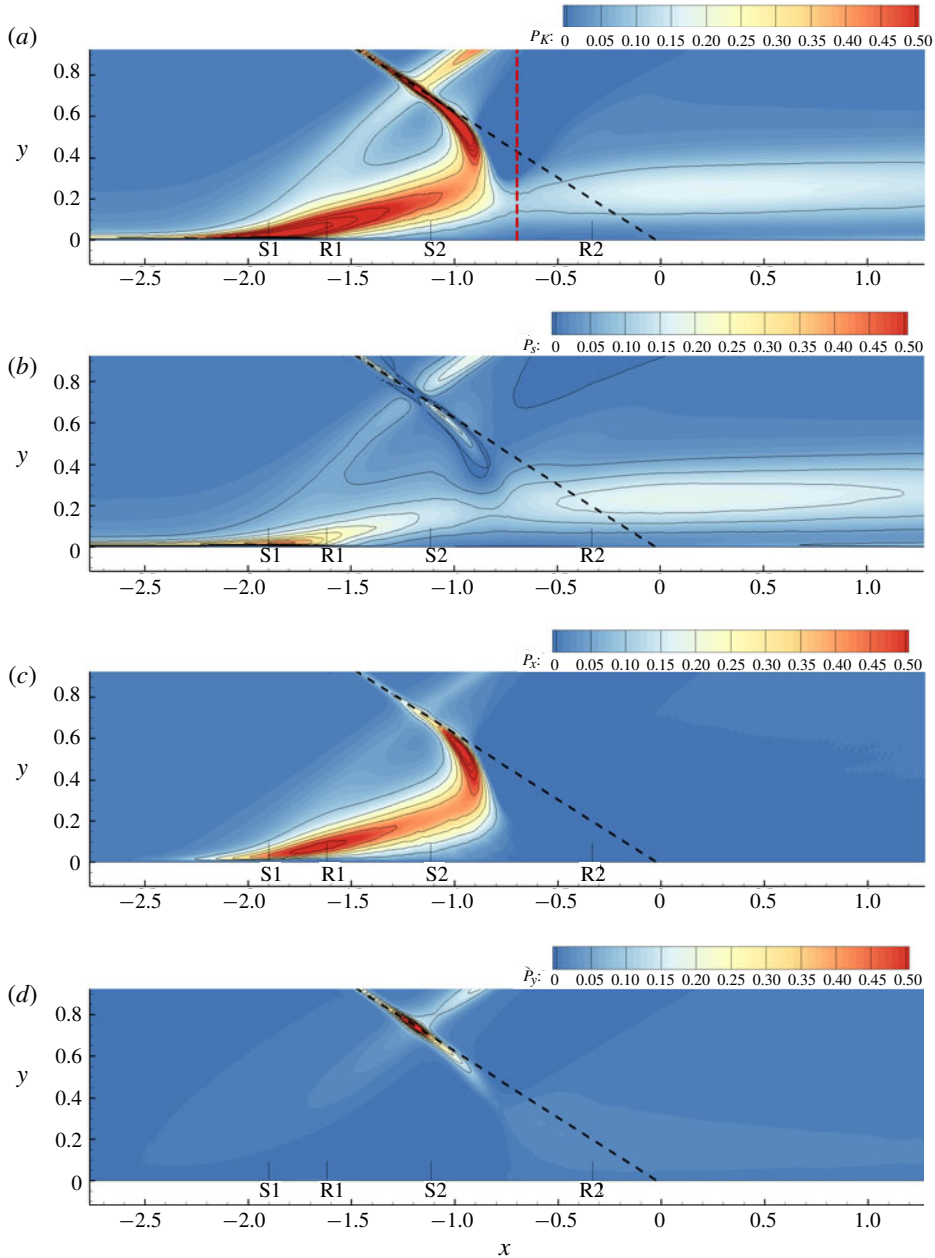 P_K: 0 0.05 0.10 0.15 0.20 0.25 0.30 0.35 0.40 0.45 0.50
(a)
0.8
0.6
y 0.4
0.2
0
S1 R1 S2 R2
−2.5 −2.0 −1.5 −1.0 −0.5 0 0.5 1.0
P_s: 0 0.05 0.10 0.15 0.20 0.25 0.30 0.35 0.40 0.45 0.50
(b)
0.8
0.6
y 0.4
0.2
0
S1 R1 S2 R2
−2.5 −2.0 −1.5 −1.0 −0.5 0 0.5 1.0
P_x: 0 0.05 0.10 0.15 0.20 0.25 0.30 0.35 0.40 0.45 0.50
(c)
0.8
0.6
y 0.4
0.2
0
S1 R1 S2 R2
−2.5 −2.0 −1.5 −1.0 −0.5 0 0.5 1.0
P_y: 0 0.05 0.10 0.15 0.20 0.25 0.30 0.35 0.40 0.45 0.50
(d)
0.8
0.6
y 0.4
0.2
0
S1 R1 S2 R2
−2.5 −2.0 −1.5 −1.0 −0.5 0 0.5 1.0
x